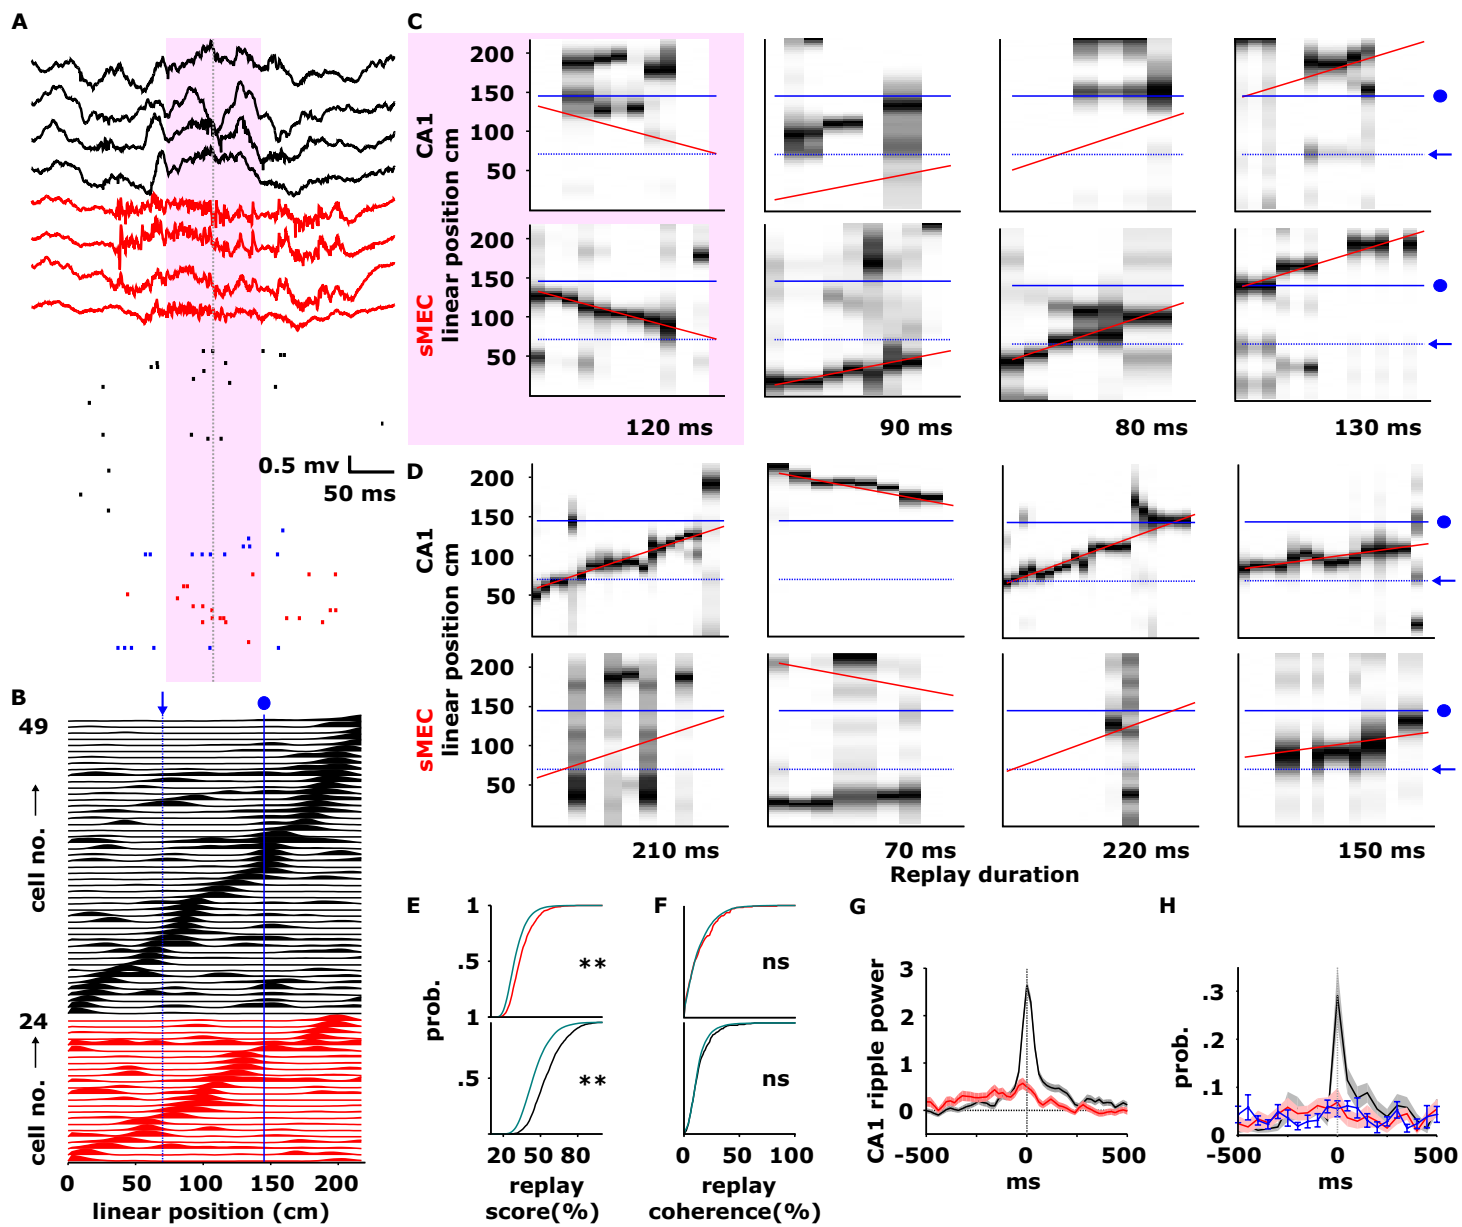 A
0.5 mv
50 ms
B
49
cell no.
24
cell no.
0 50 100 150 200
linear position (cm)
C
CA1
sMEC
linear position cm
200
150
100
50
200
150
100
50
120 ms
90 ms
80 ms
130 ms
D
CA1
sMEC
linear position cm
200
150
100
50
200
150
100
50
210 ms
70 ms
220 ms
150 ms
Replay duration
E
prob.
1
.5
**
1
.5
**
20 50 80
replay
score(%)
F
ns
ns
0 50 100
replay
coherence(%)
G
CA1 ripple power
3
2
1
0
-500 0 500
ms
H
prob.
.3
.2
.1
0
-500 0 500
ms